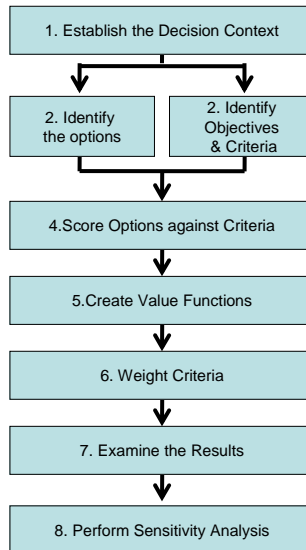 1. Establish the Decision Context
2. Identify
the options
2. Identify
Objectives
& Criteria
4.Score Options against Criteria
5.Create Value Functions
6. Weight Criteria
7. Examine the Results
8. Perform Sensitivity Analysis